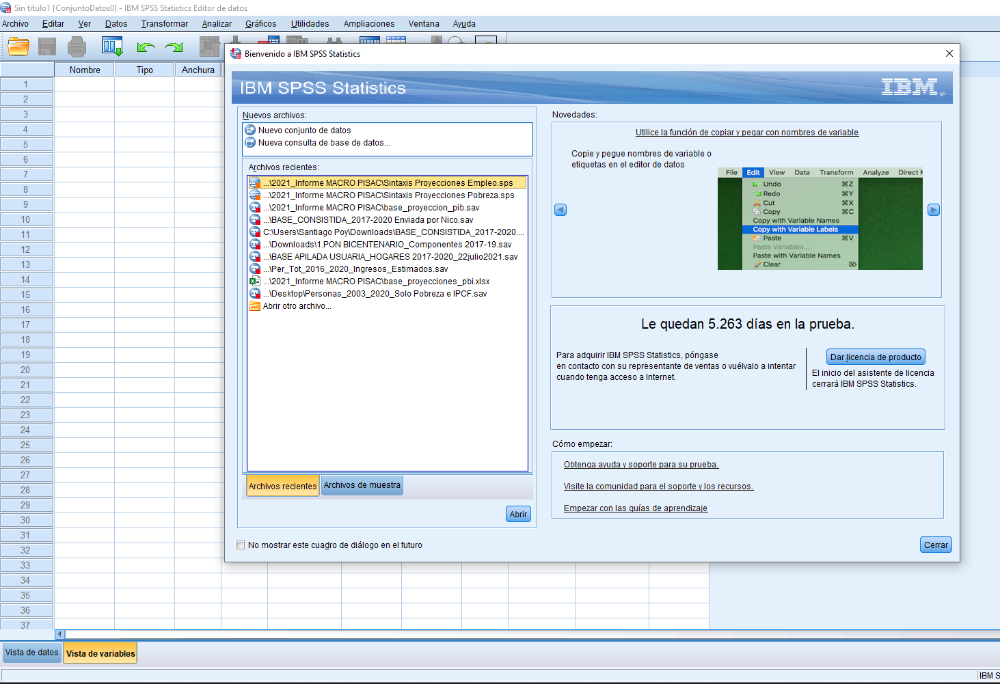 Sin título1 [ConjuntoDatos0] - IBM SPSS Statistics Editor de datos
Archivo Editar Ver Datos Transformar Analizar Gráficos Utilidades Ampliaciones Ventana Ayuda
Bienvenido a IBM SPSS Statistics
Nombre Tipo Anchura
IBM SPSS Statistics IBM
Nuevos archivos:
Nuevo conjunto de datos
Nueva consulta de base de datos...
Archivos recientes:
...\2021_Informe MACRO PISAC\Sintaxis Proyecciones Empleo.sps
...\2021_Informe MACRO PISAC\Sintaxis Proyecciones Pobreza.sps
...\2021_Informe MACRO PISAC\base_proyeccion_pib.sav
...\BASE_CONSISTIDA_2017-2020 Enviada por Nico.sav
C:\Users\Santiago Poy\Downloads\BASE_CONSISTIDA_2017-2020....
...\Downloads\1.PON BICENTENARIO_Componentes 2017-19.sav
...\BASE APILADA USUARIA_HOGARES 2017-2020_22julio2021.sav
...\Per_Tot_2016_2020_Ingresos_Estimados.sav
...\2021_Informe MACRO PISAC\base_proyecciones_pbi.xlsx
...\Desktop\Personas_2003_2020_Solo Pobreza e IPCF.sav
Abrir otro archivo...
Archivos recientes Archivos de muestra
Abrir
No mostrar este cuadro de diálogo en el futuro
Novedades:
Utilice la función de copiar y pegar con nombres de variable
Copie y pegue nombres de variable o
etiquetas en el editor de datos
File Edit View Data Transform Analyze Direct M
Undo ⌘Z
Redo ⌘Y
Cut ⌘X
Copy ⌘C
Copy with Variable Names
Copy with Variable Labels
Paste ⌘V
Paste Variables...
Paste with Variable Names
Clear ⌦
Le quedan 5.263 días en la prueba.
Para adquirir IBM SPSS Statistics, póngase
en contacto con su representante de ventas o vuélvalo a intentar
cuando tenga acceso a Internet.
Dar licencia de producto
El inicio del asistente de licencia
cerrará IBM SPSS Statistics.
Cómo empezar:
Obtenga ayuda y soporte para su prueba.
Visite la comunidad para el soporte y los recursos.
Empezar con las guías de aprendizaje
Cerrar
1
2
3
4
5
6
7
8
9
10
11
12
13
14
15
16
17
18
19
20
21
22
23
24
25
26
27
28
29
30
31
32
33
34
35
36
37
Vista de datos Vista de variables
IBM S